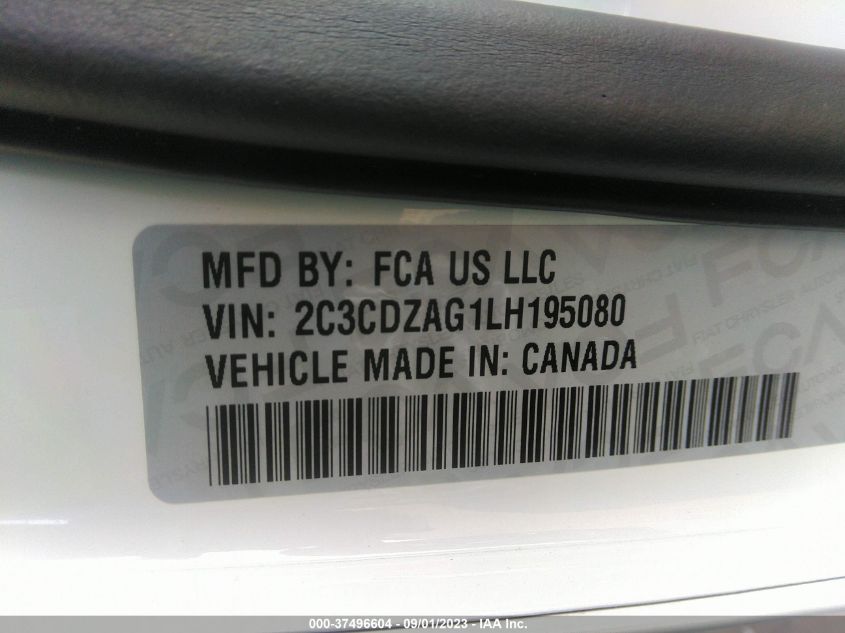 MFD BY: FCA US LLC
VIN: 2C3CDZAG1LH195080
VEHICLE MADE IN: CANADA
000-37496604 - 09/01/2023 - IAA Inc.